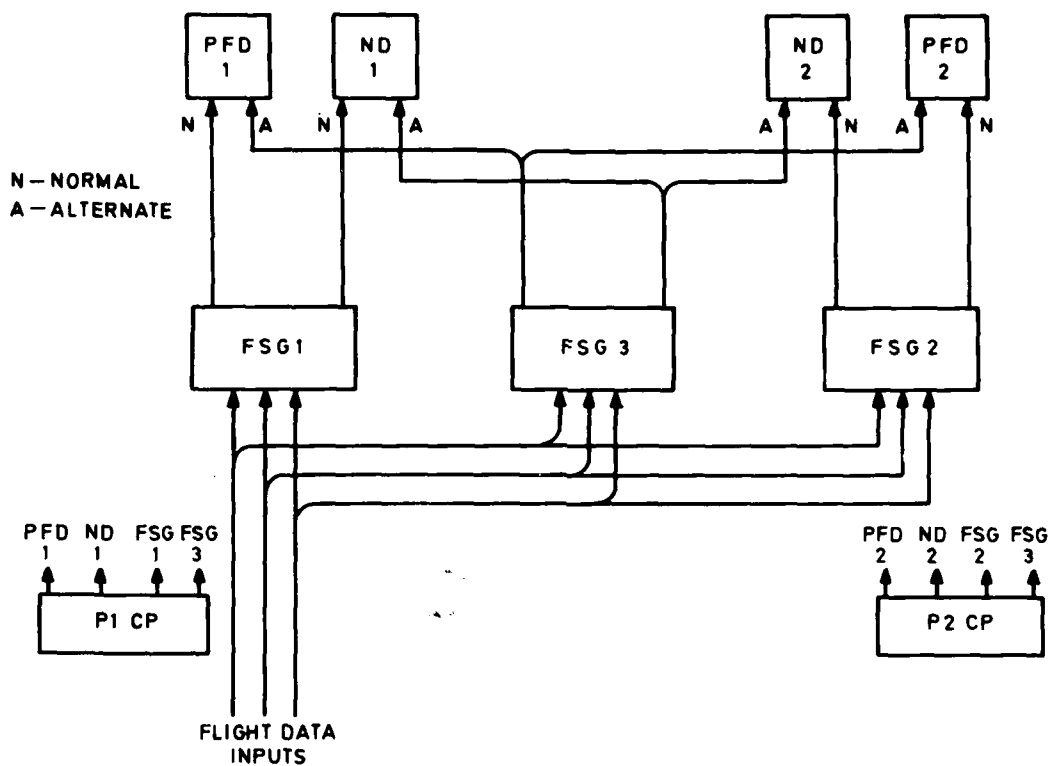 PFD
1
ND
1
ND
2
PFD
2
N
A
N
A
A
N
A
N
N – NORMAL
A – ALTERNATE
FSG1
FSG 3
FSG 2
PFD ND FSG FSG
1 1 1 3
P1 CP
PFD ND FSG FSG
2 2 2 3
P2 CP
FLIGHT DATA
INPUTS